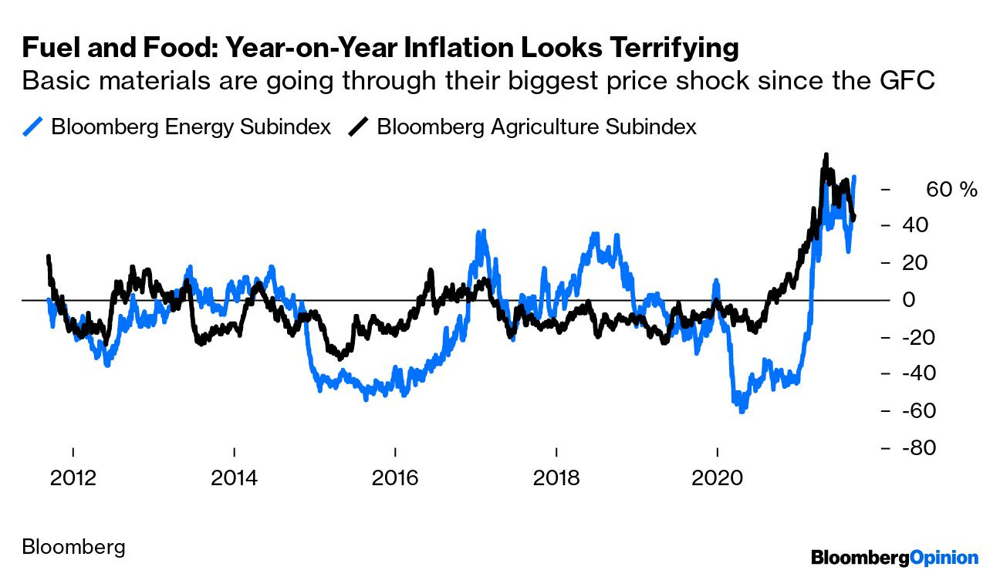 Fuel and Food: Year-on-Year Inflation Looks Terrifying
Basic materials are going through their biggest price shock since the GFC
Bloomberg Energy Subindex Bloomberg Agriculture Subindex
60 %
40
20
0
-20
-40
-60
-80
2012 2014 2016 2018 2020
Bloomberg
BloombergOpinion